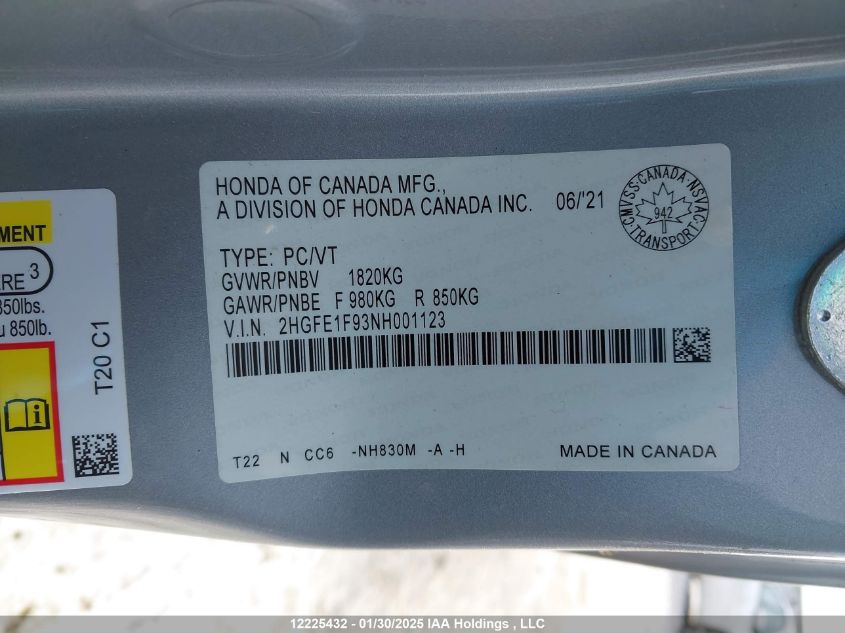 HONDA OF CANADA MFG.,
A DIVISION OF HONDA CANADA INC. 06/'21
CMVSS·CANADA·NSVAC
942
TRANSPORT
TYPE: PC/VT
GVWR/PNBV 1820KG
GAWR/PNBE F 980KG R 850KG
V.I.N. 2HGFE1F93NH001123
T22 N CC6 -NH830M -A -H MADE IN CANADA
MENT
ERE 3
850lbs.
u 850lb.
T20 C1
12225432 - 01/30/2025 IAA Holdings , LLC